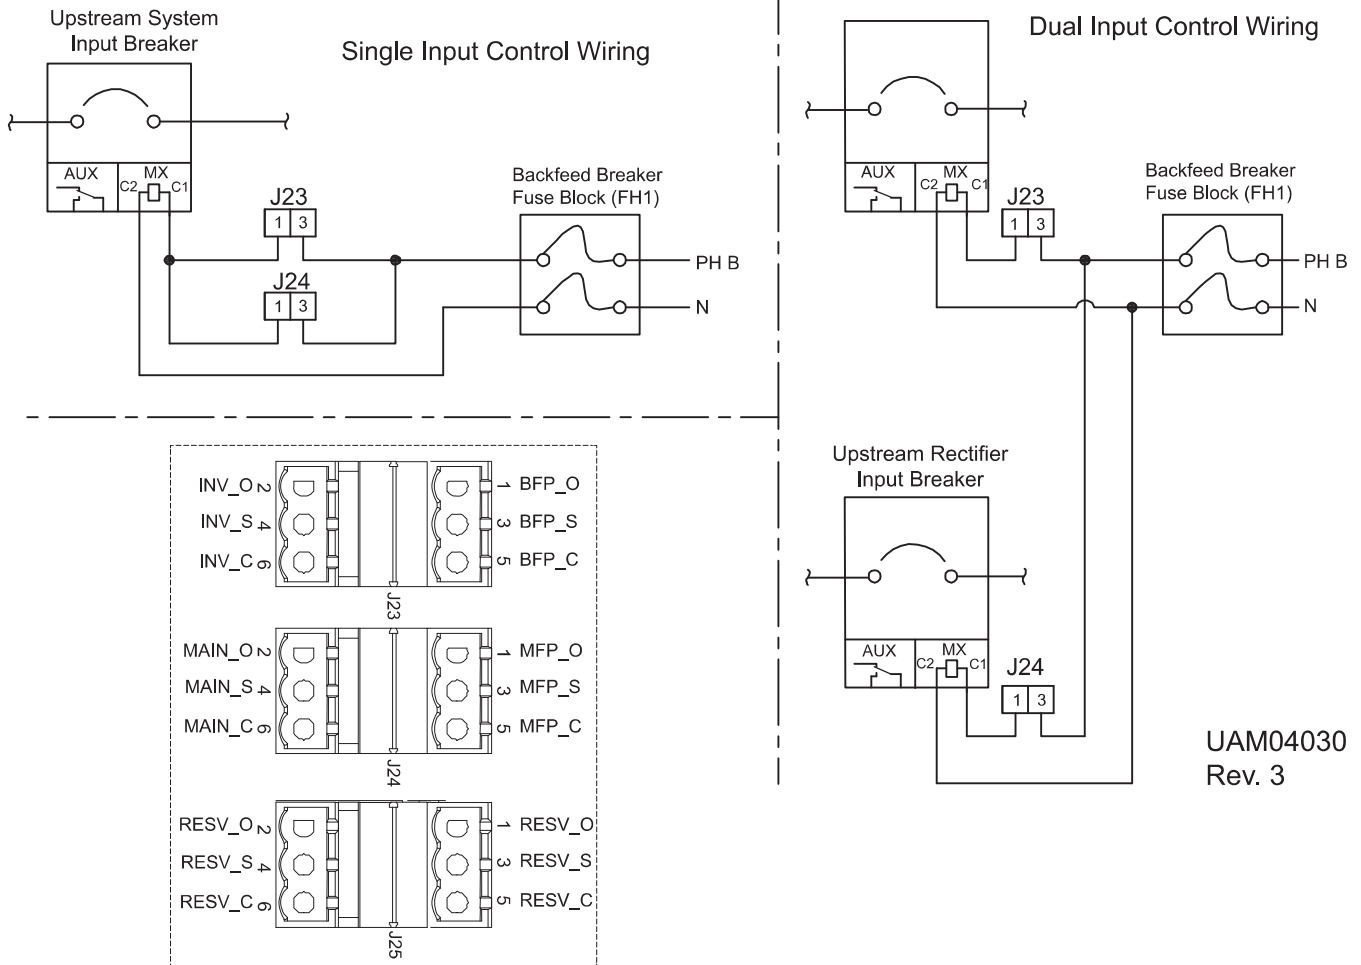 Upstream System
Input Breaker
Single Input Control Wiring
AUX
MX
C2
C1
J23
1 3
J24
1 3
Backfeed Breaker
Fuse Block (FH1)
PH B
N
Dual Input Control Wiring
AUX
MX
C2
C1
J23
1 3
Backfeed Breaker
Fuse Block (FH1)
PH B
N
Upstream Rectifier
Input Breaker
AUX
MX
C2
C1
J24
1 3
UAM04030
Rev. 3
INV_O 2
1 BFP_O
INV_S 4
3 BFP_S
INV_C 6
5 BFP_C
J23
MAIN_O 2
1 MFP_O
MAIN_S 4
3 MFP_S
MAIN_C 6
5 MFP_C
J24
RESV_O 2
1 RESV_O
RESV_S 4
3 RESV_S
RESV_C 6
5 RESV_C
J25